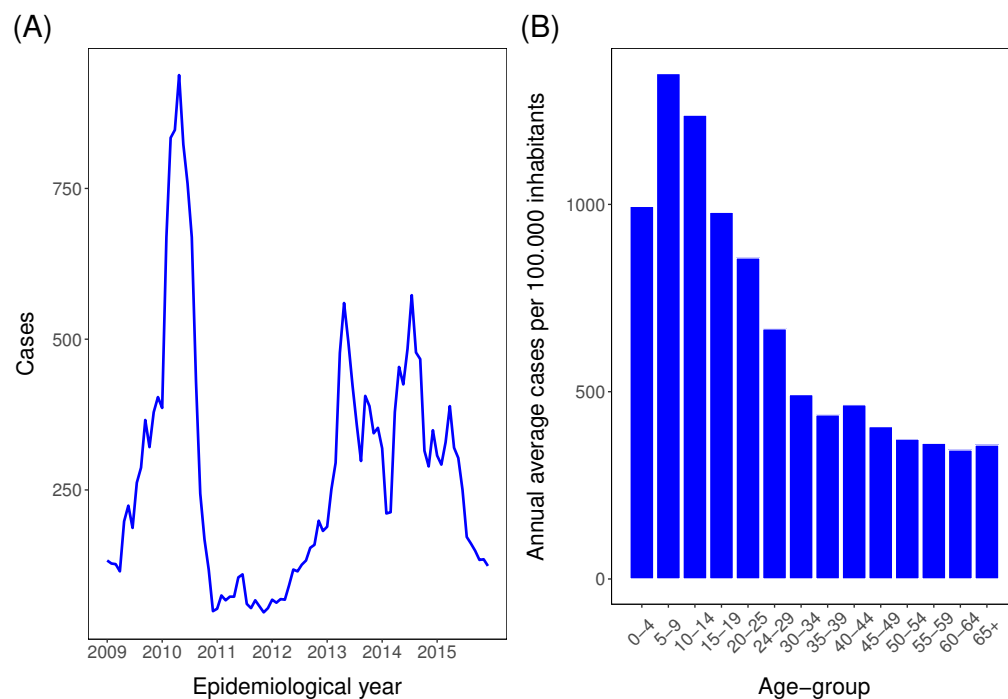 (A)
Cases
750
500
250
2009 2010 2011 2012 2013 2014 2015
Epidemiological year
(B)
Annual average cases per 100.000 inhabitants
1000
500
0
0−4 5−9 10−14 15−19 20−25 24−29 30−34 35−39 40−44 45−49 50−54 55−59 60−64 65+
Age−group